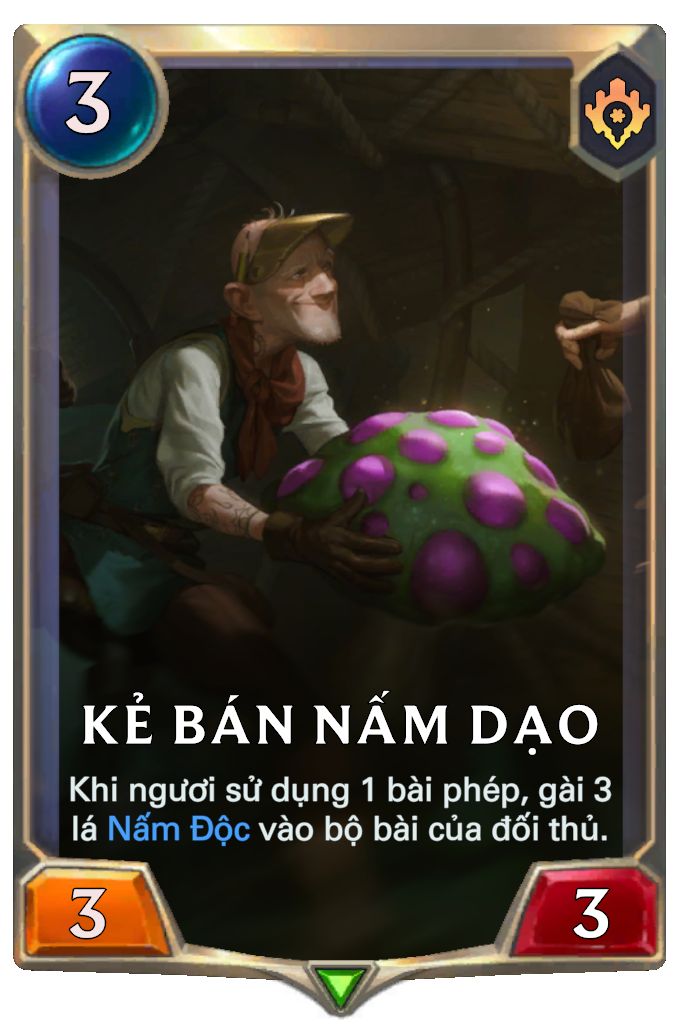 3
KẺ BÁN NẤM DẠO
Khi ngươi sử dụng 1 bài phép, gài 3
lá Nấm Độc vào bộ bài của đối thủ.
3
3